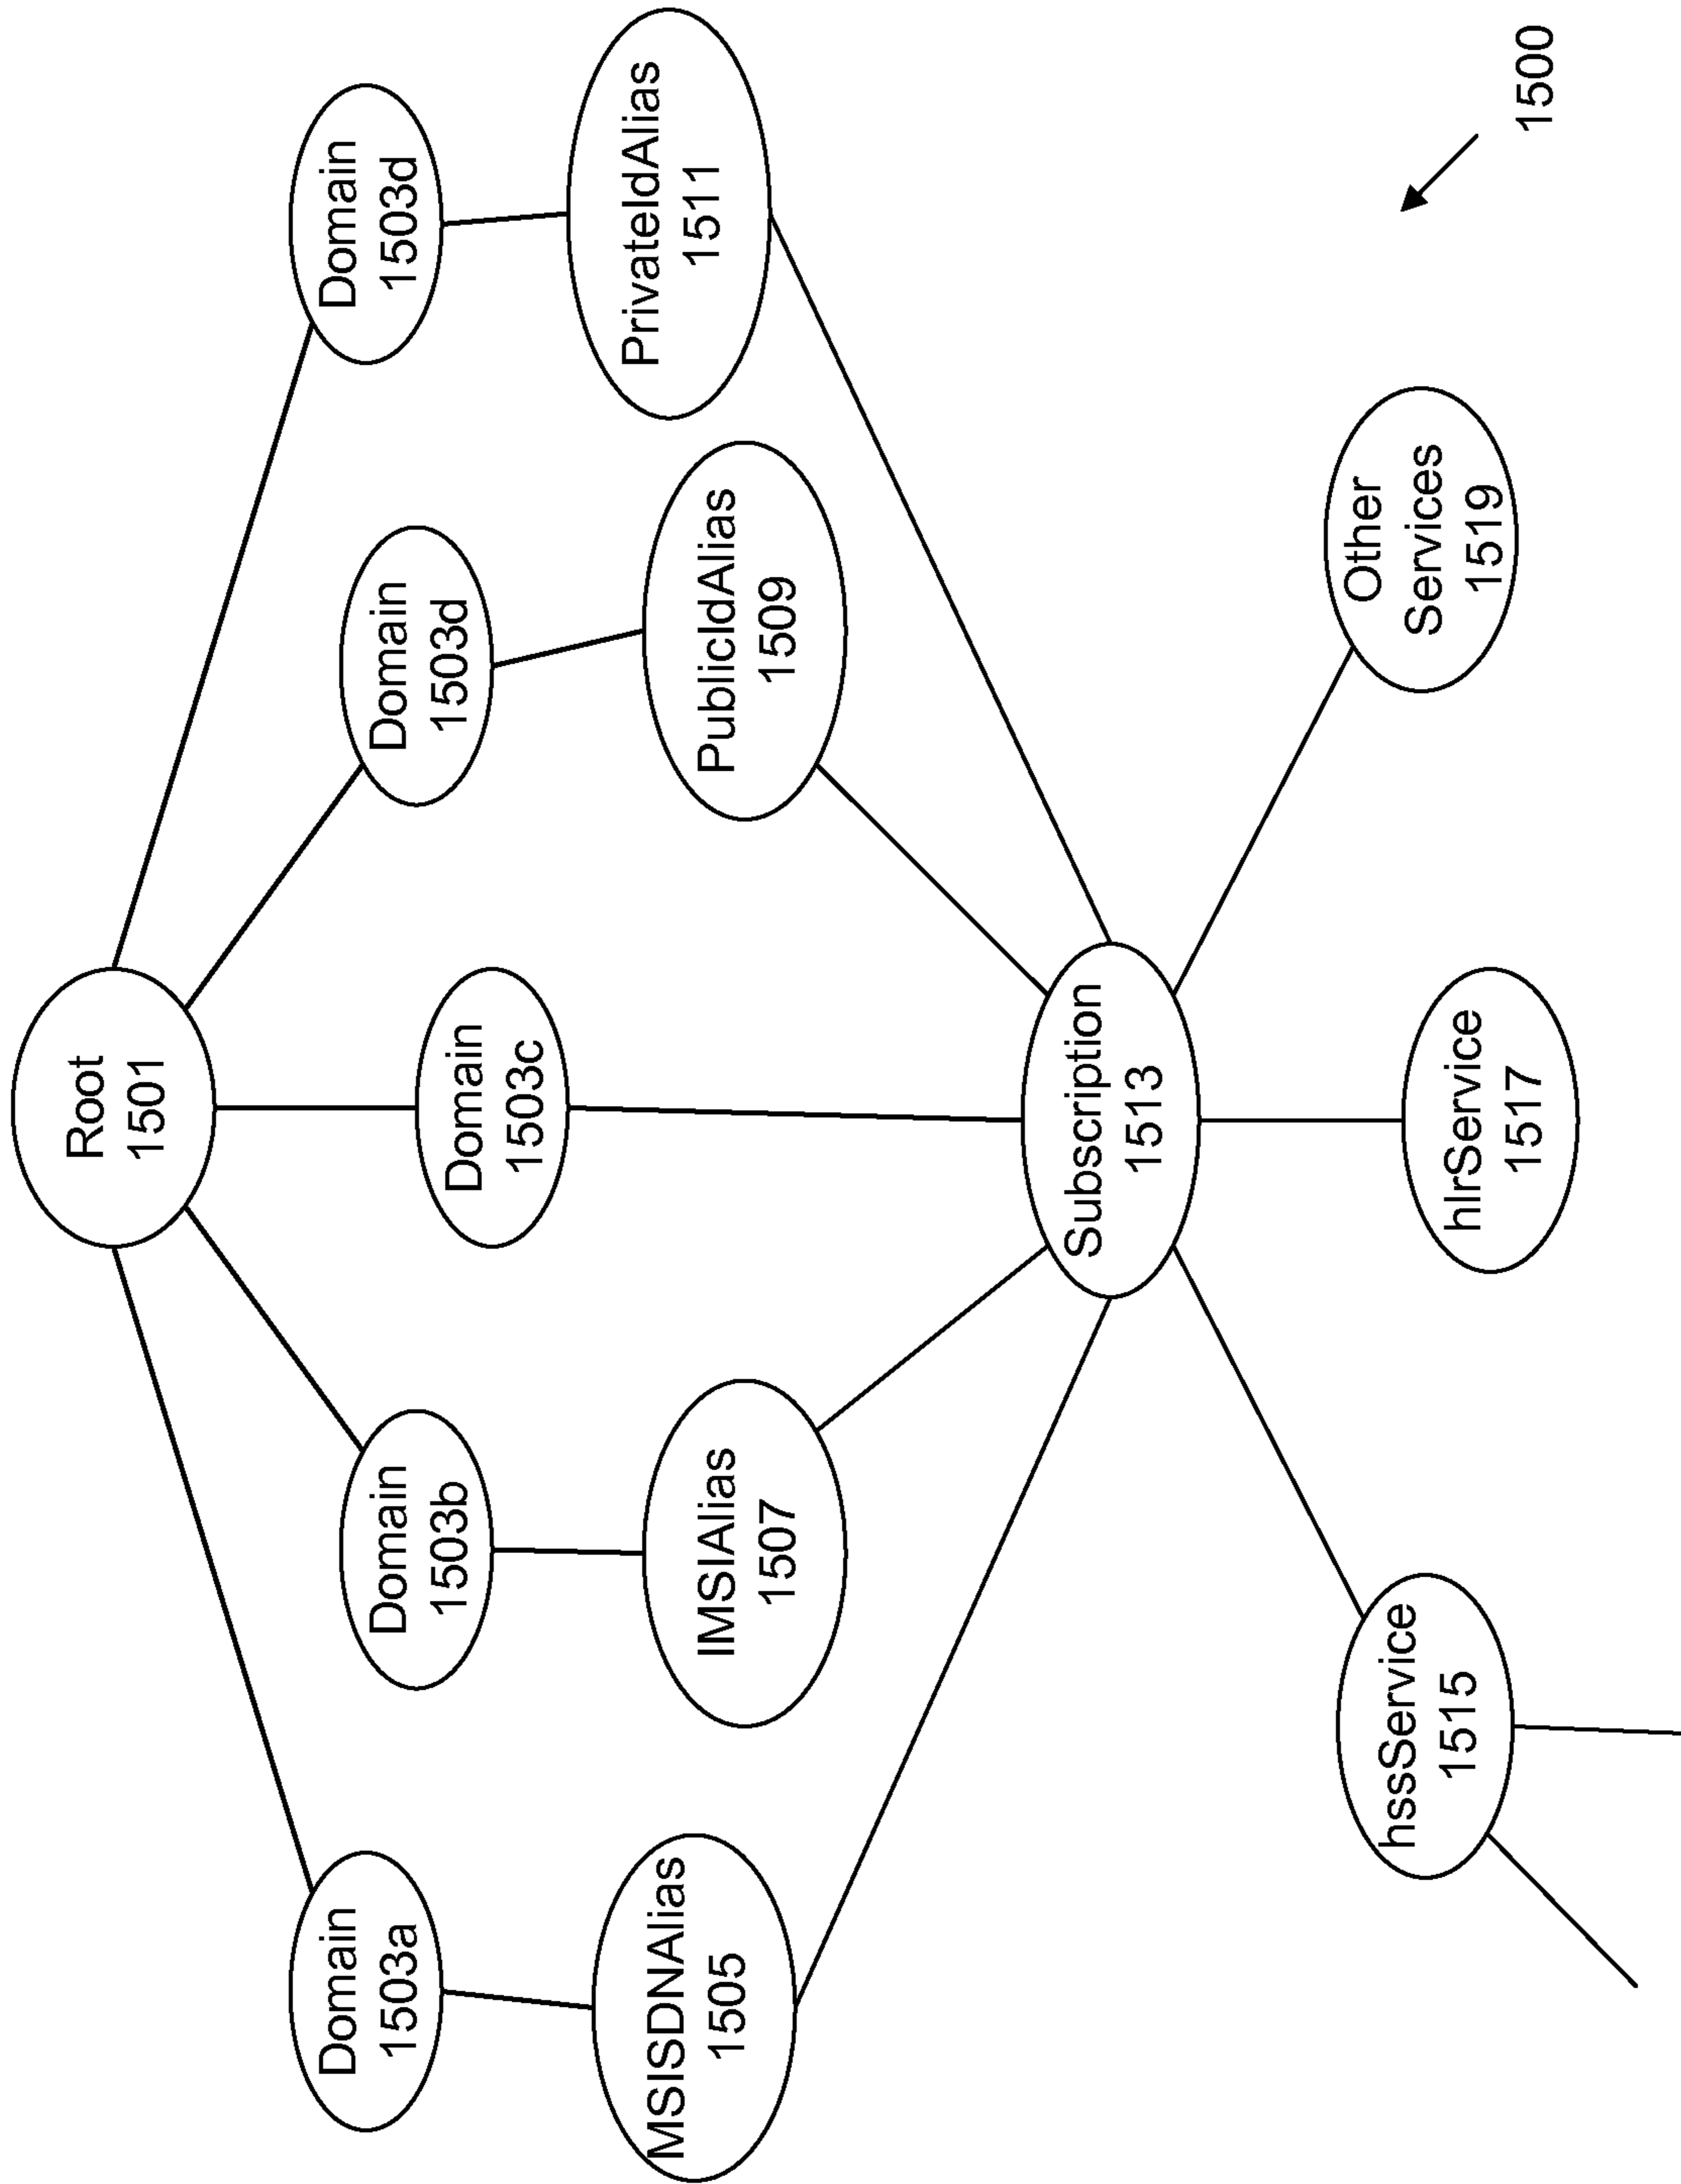 Root
1501
Domain
1503a
Domain
1503b
Domain
1503c
Domain
1503d
Domain
1503d
MSISDNAlias
1505
IMSIAlias
1507
PublicIdAlias
1509
PrivateIdAlias
1511
Subscription
1513
hssService
1515
hlrService
1517
Other
Services
1519
1500